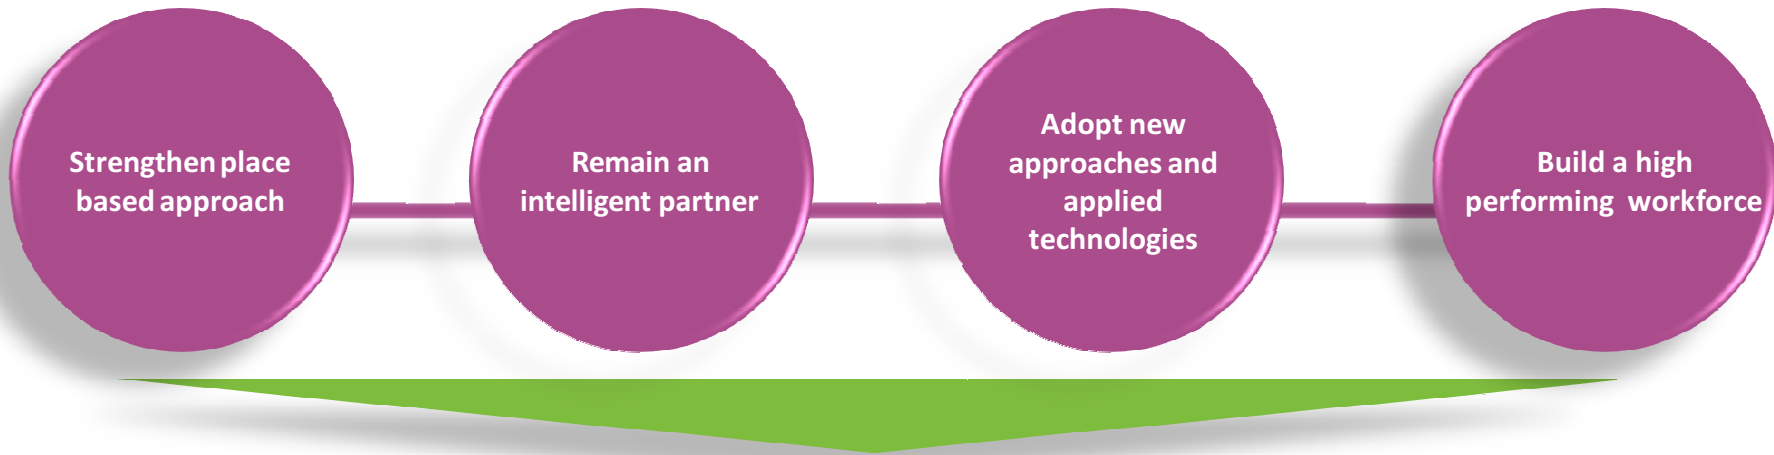 Strengthen place
based approach
Remain an
intelligent partner
Adopt new
approaches and
applied
technologies
Build a high
performing workforce